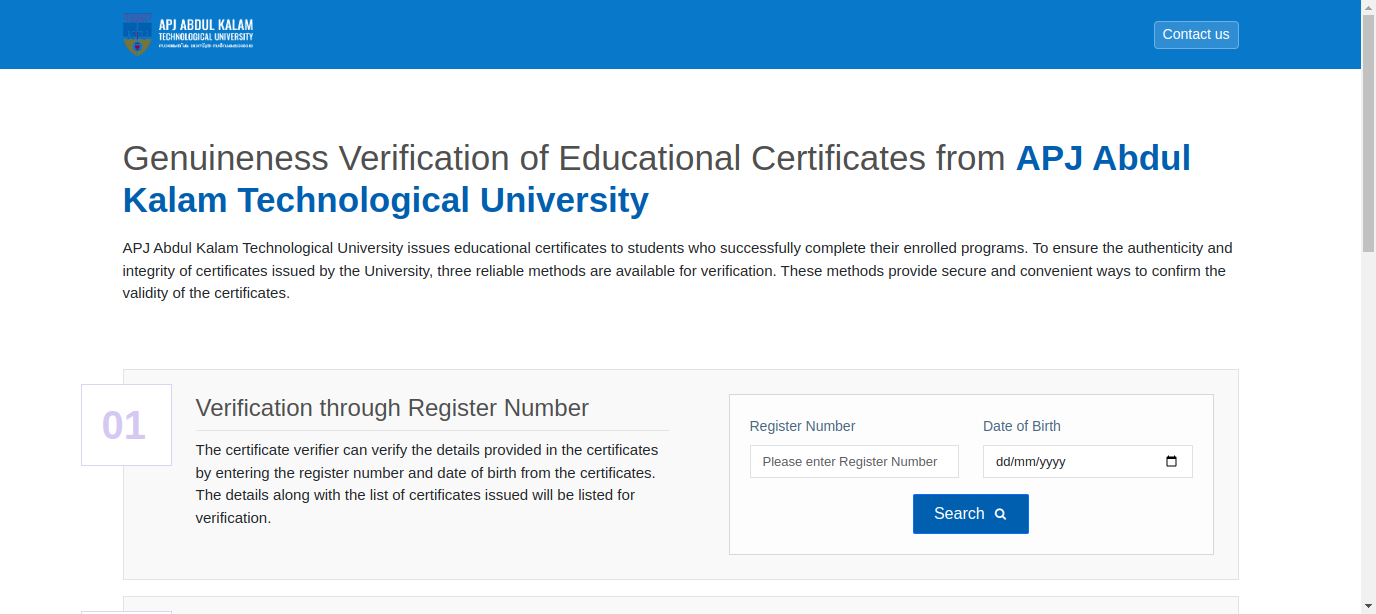 APJ ABDUL KALAM
TECHNOLOGICAL UNIVERSITY
Contact us
Genuineness Verification of Educational Certificates from APJ Abdul
Kalam Technological University
APJ Abdul Kalam Technological University issues educational certificates to students who successfully complete their enrolled programs. To ensure the authenticity and
integrity of certificates issued by the University, three reliable methods are available for verification. These methods provide secure and convenient ways to confirm the
validity of the certificates.
01
Verification through Register Number
The certificate verifier can verify the details provided in the certificates
by entering the register number and date of birth from the certificates.
The details along with the list of certificates issued will be listed for
verification.
Register Number
Date of Birth
Please enter Register Number
dd/mm/yyyy
Search